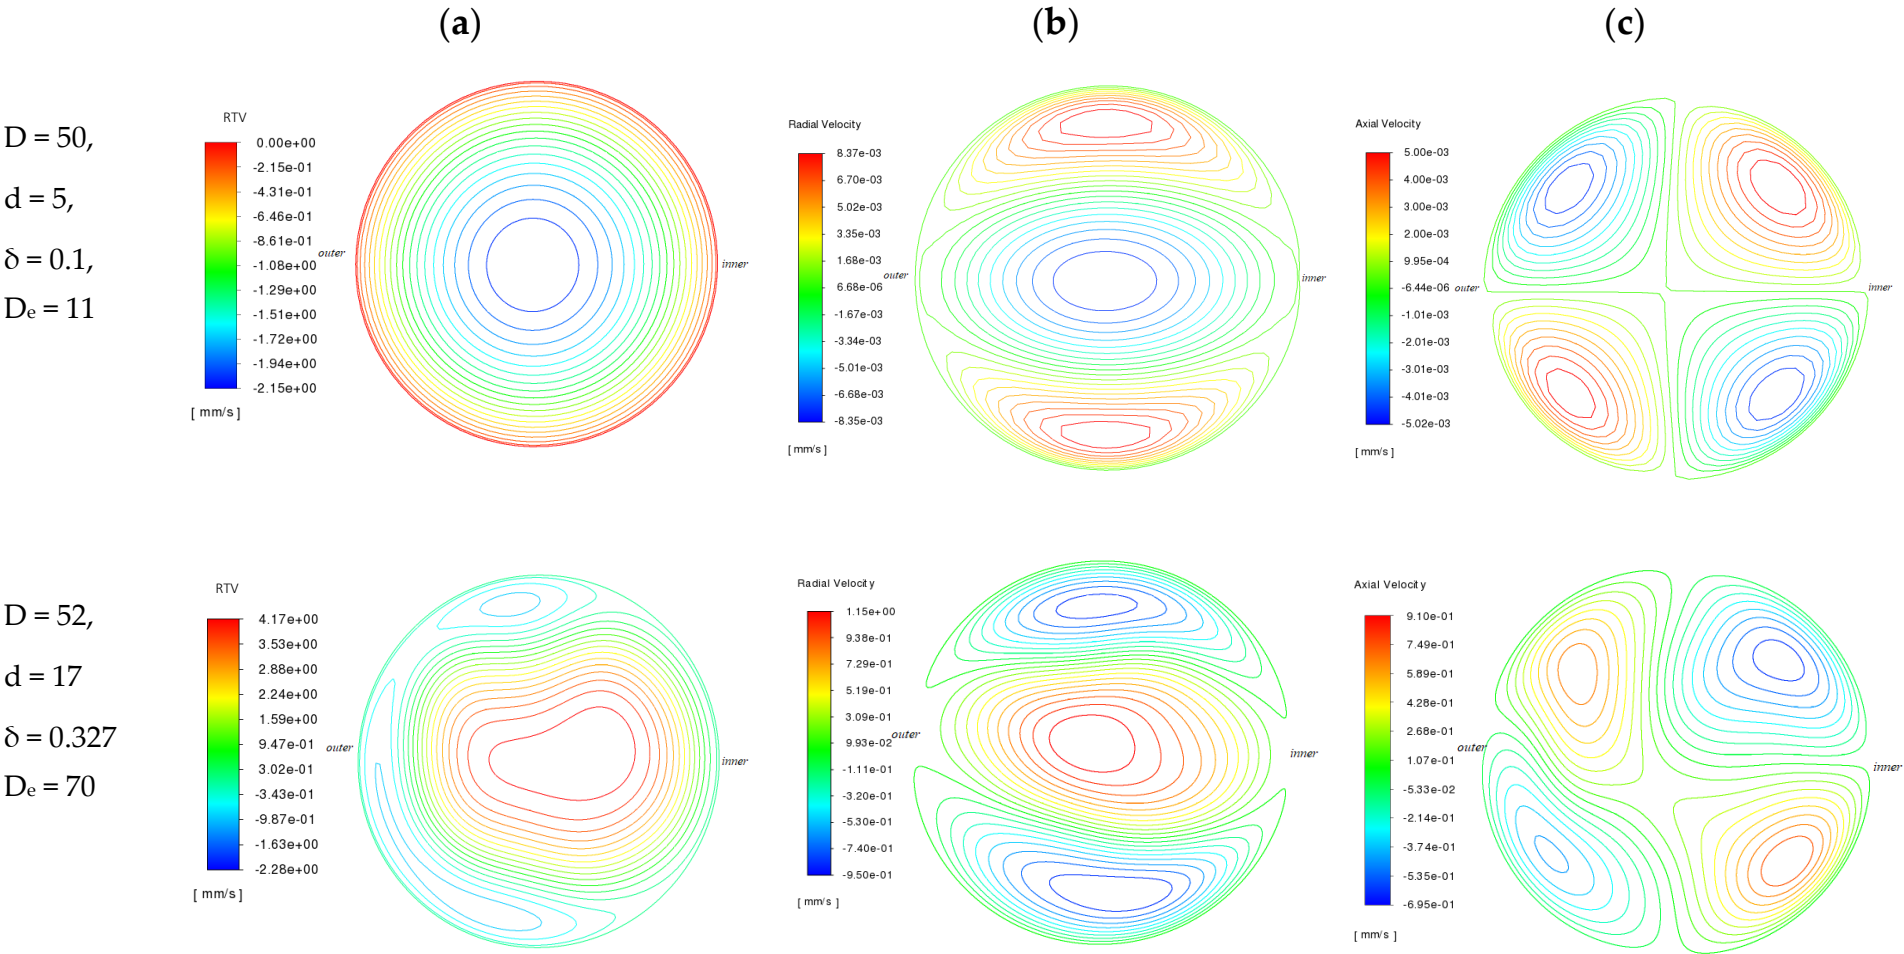 (a)
(b)
(c)
D = 50,
d = 5,
δ = 0.1,
Dₑ = 11
RTV
0.00e+00
-2.15e-01
-4.31e-01
-6.46e-01
-8.61e-01
-1.08e+00
-1.29e+00
-1.51e+00
-1.72e+00
-1.94e+00
-2.15e+00
[ mm/s ]
outer
inner
Radial Velocity
8.37e-03
6.70e-03
5.02e-03
3.35e-03
1.68e-03
6.68e-06
-1.67e-03
-3.34e-03
-5.01e-03
-6.68e-03
-8.35e-03
[ mm/s ]
outer
inner
Axial Velocity
5.00e-03
4.00e-03
3.00e-03
2.00e-03
9.95e-04
-6.44e-06
-1.01e-03
-2.01e-03
-3.01e-03
-4.01e-03
-5.02e-03
[ mm/s ]
outer
inner
D = 52,
d = 17
δ = 0.327
Dₑ = 70
RTV
4.17e+00
3.53e+00
2.88e+00
2.24e+00
1.59e+00
9.47e-01
3.02e-01
-3.43e-01
-9.87e-01
-1.63e+00
-2.28e+00
[ mm/s ]
outer
inner
Radial Velocity
1.15e+00
9.38e-01
7.29e-01
5.19e-01
3.09e-01
9.93e-02
-1.11e-01
-3.20e-01
-5.30e-01
-7.40e-01
-9.50e-01
[ mm/s ]
outer
inner
Axial Velocity
9.10e-01
7.49e-01
5.89e-01
4.28e-01
2.68e-01
1.07e-01
-5.33e-02
-2.14e-01
-3.74e-01
-5.35e-01
-6.95e-01
[ mm/s ]
outer
inner